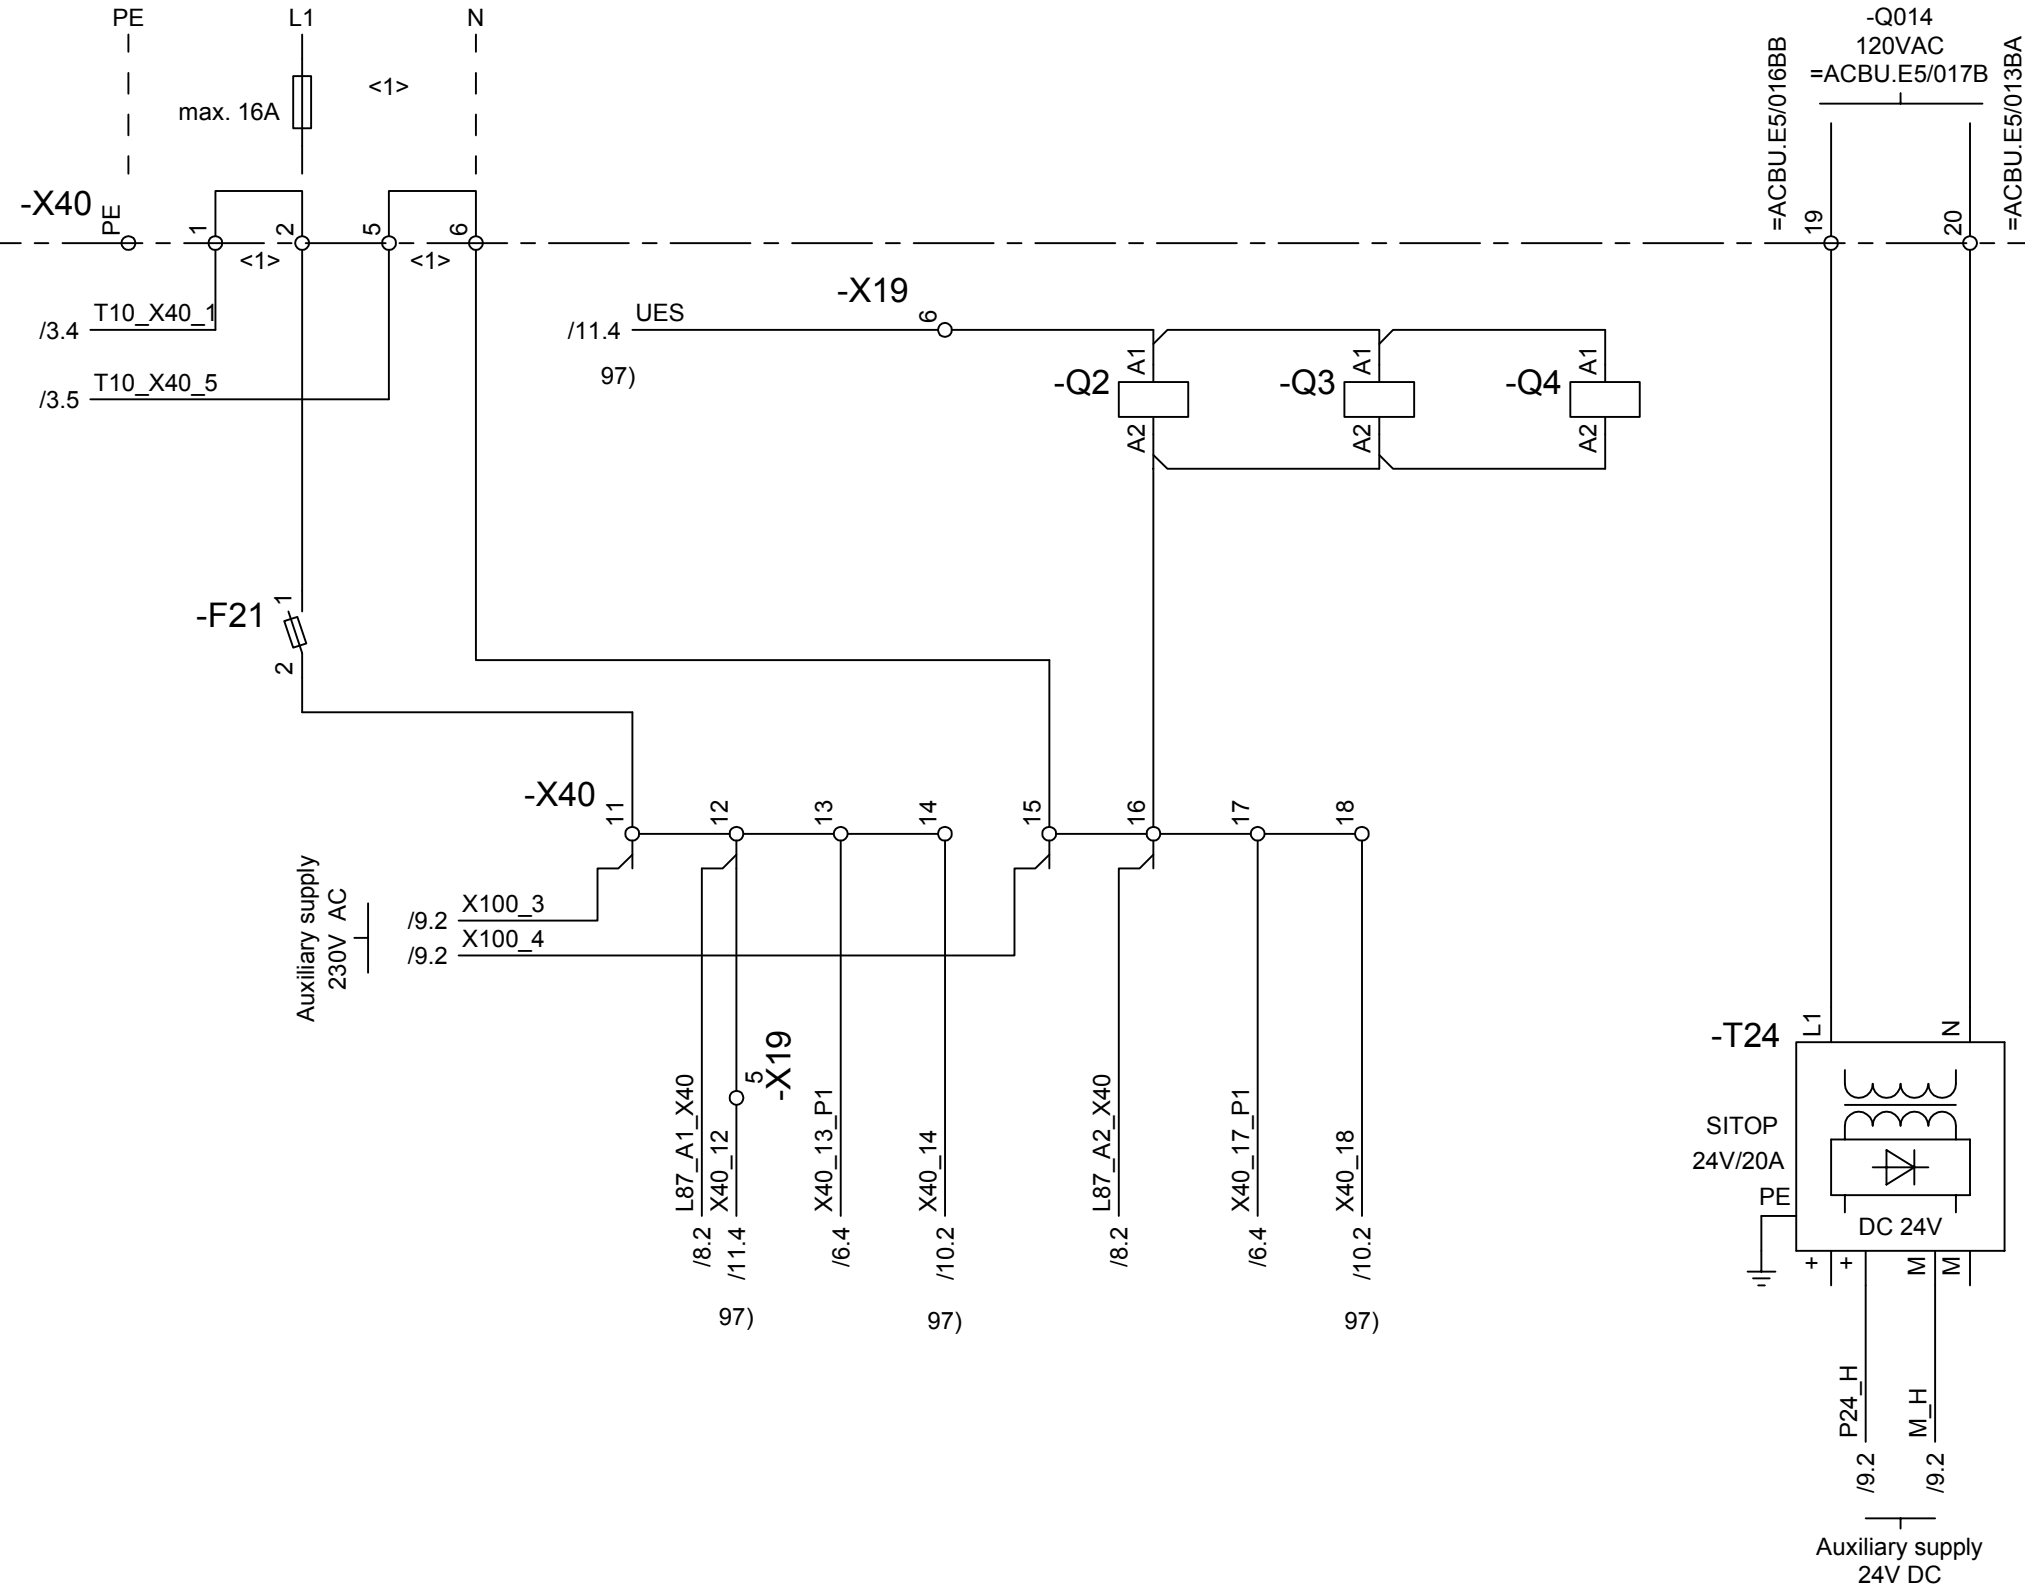 PE
L1
N
-Q014
120VAC
=ACBU.E5/017B
=ACBU.E5/016BB
=ACBU.E5/013BA
<1>
max. 16A
-X40
PE
1
2
5
6
19
20
<1>
<1>
/3.4
T10_X40_1
/3.5
T10_X40_5
/11.4
UES
97)
-X19
6
-Q2
A1
A2
-Q3
A1
A2
-Q4
A1
A2
-F21
1
2
-X40
11
12
13
14
15
16
17
18
Auxiliary supply
230V AC
/9.2
X100_3
/9.2
X100_4
-X19
5
L87_A1_X40
/8.2
X40_12
/11.4
X40_13_P1
/6.4
X40_14
/10.2
L87_A2_X40
/8.2
X40_17_P1
/6.4
X40_18
/10.2
97)
97)
97)
-T24
L1
N
SITOP
24V/20A
PE
DC 24V
+
+
M
M
P24_H
/9.2
M_H
/9.2
Auxiliary supply
24V DC